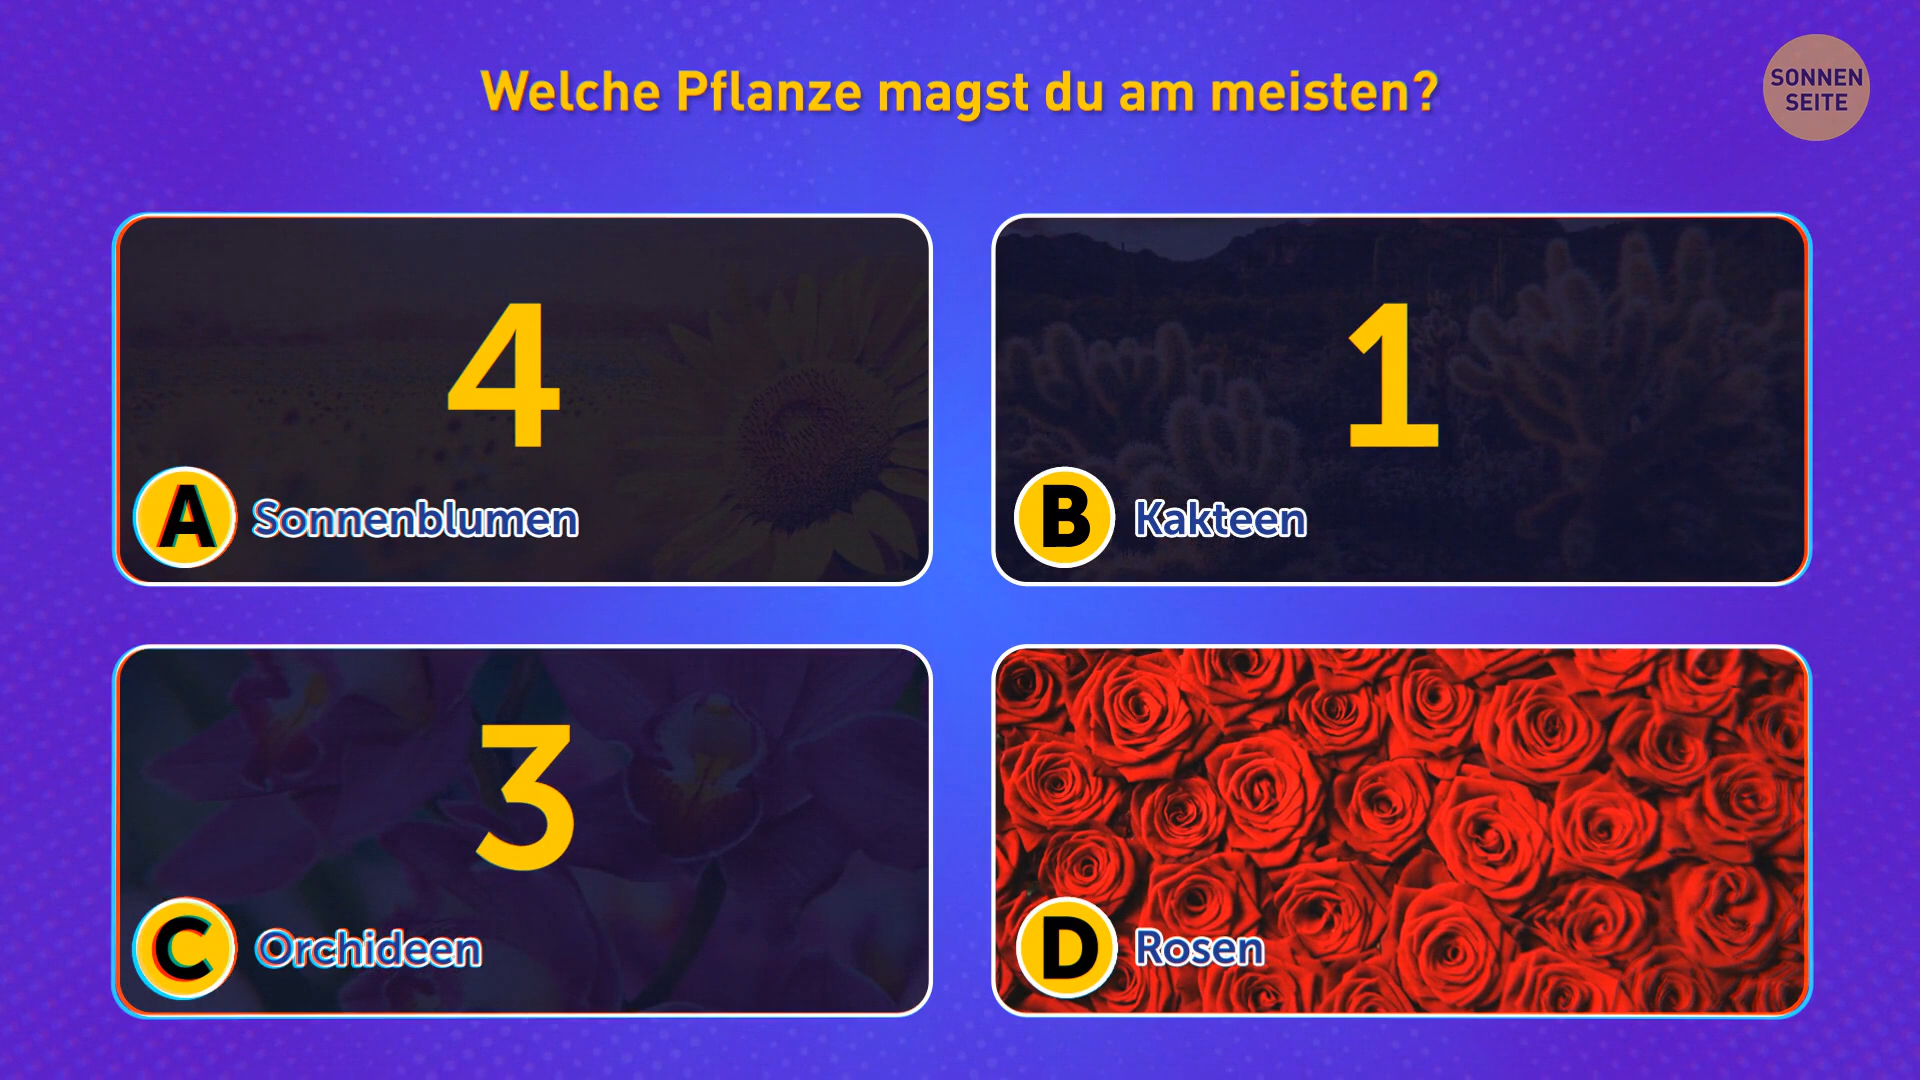 Welche Pflanze magst du am meisten?
SONNEN
SEITE
4
A Sonnenblumen
1
B Kakteen
3
C Orchideen
D Rosen